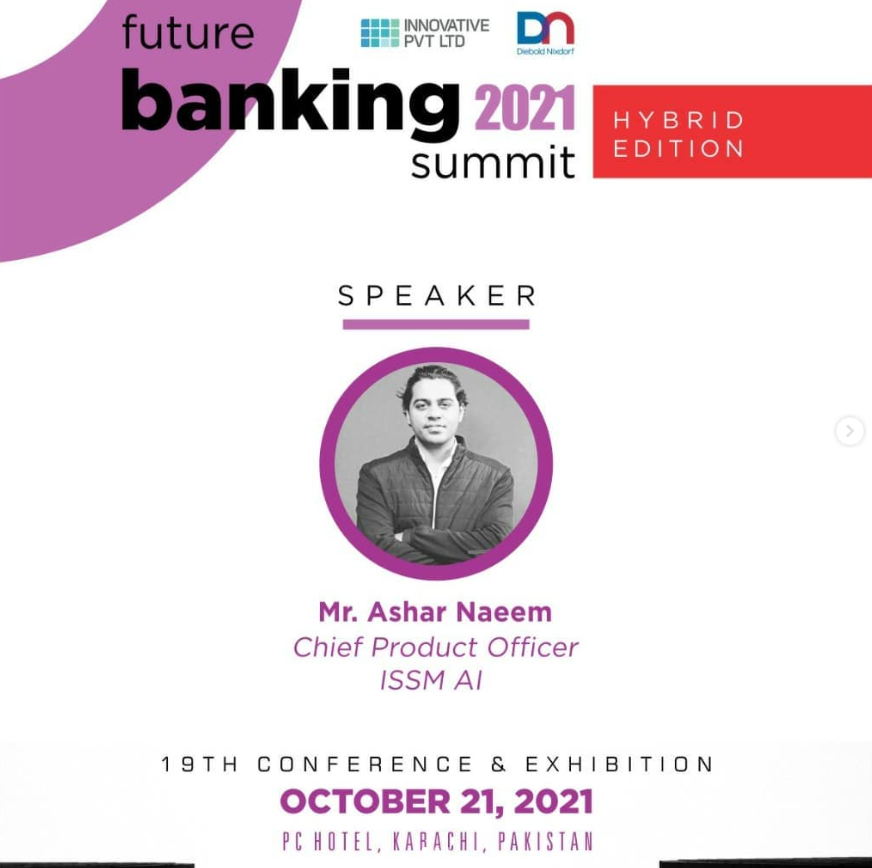 future
INNOVATIVE
PVT LTD
DN
Diebold Nixdorf
banking 2021
summit
HYBRID
EDITION
SPEAKER
Mr. Ashar Naeem
Chief Product Officer
ISSM AI
19TH CONFERENCE & EXHIBITION
OCTOBER 21, 2021
PC HOTEL, KARACHI, PAKISTAN